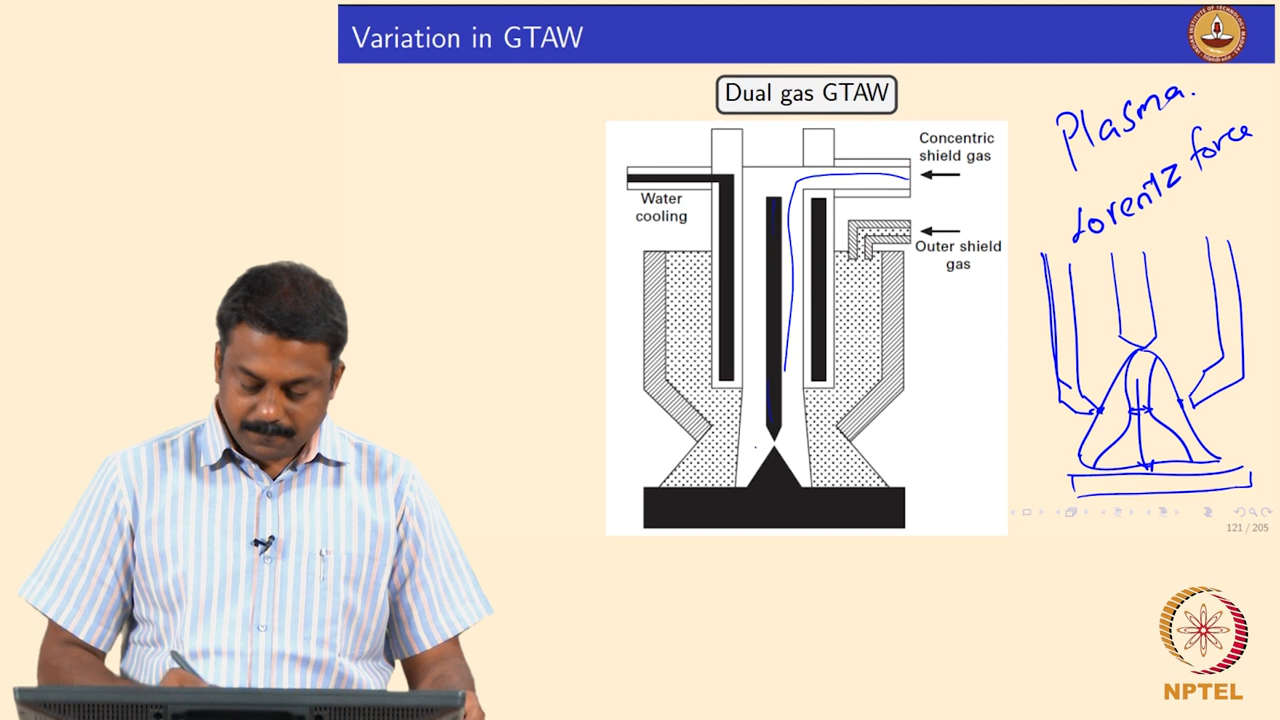 Variation in GTAW
Dual gas GTAW
Concentric
shield gas
Water
cooling
Outer shield
gas
Plasma.
Lorentz force
121 / 205
NPTEL